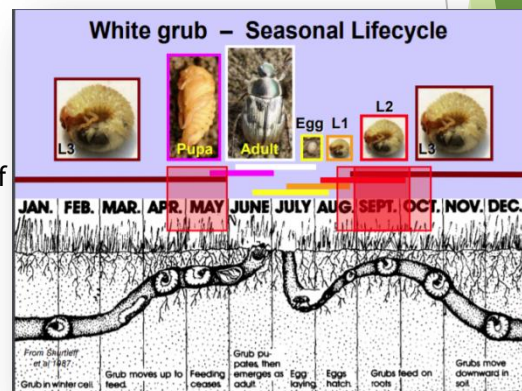 White grub – Seasonal Lifecycle
L3
Pupa
Adult
Egg
L1
L2
L3
f
JAN. FEB. MAR. APR. MAY JUNE JULY AUG. SEPT. OCT. NOV. DEC.
From Shurtleff
et al 1987
Grub in winter cell.
Grub moves up to
feed.
Feeding
ceases.
Grub pu-
pates, then
emerges as
adult.
Egg
laying.
Eggs
hatch.
Grubs feed on
roots.
Grubs move
downward in
soil.